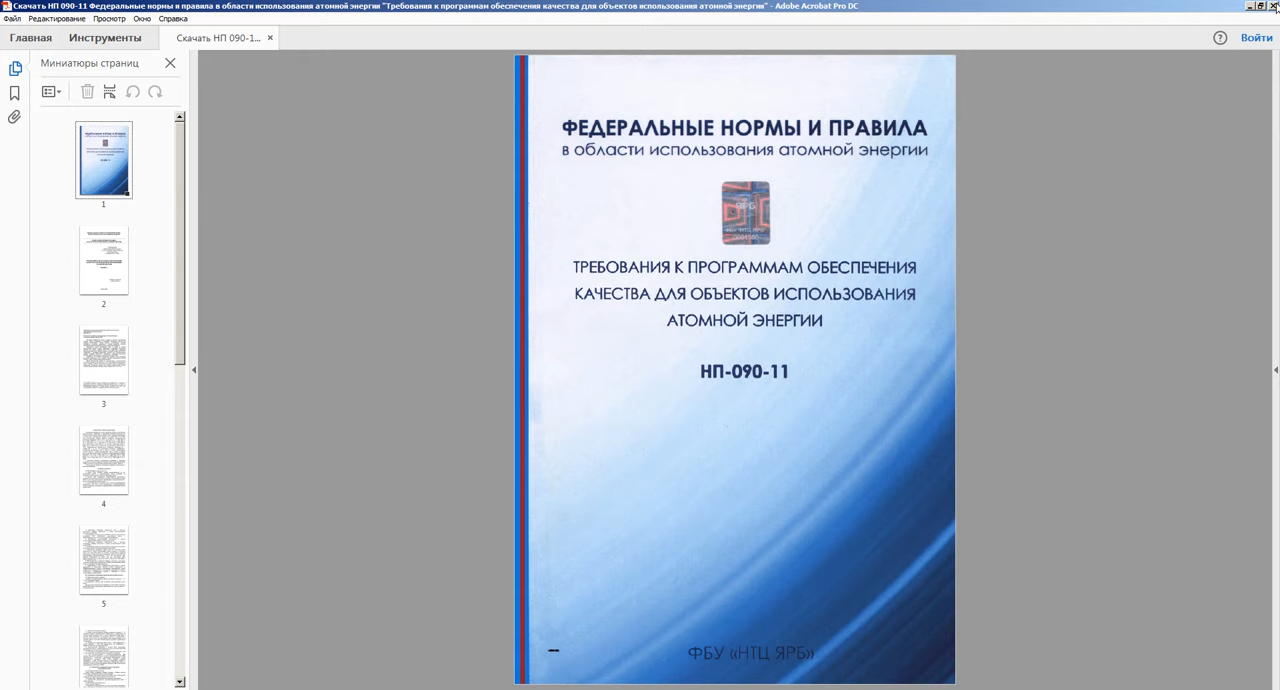 Скачать НП 090-11 Федеральные нормы и правила в области использования атомной энергии "Требования к программам обеспечения качества для объектов использования атомной энергии" - Adobe Acrobat Pro DC
Файл Редактирование Просмотр Окно Справка
Главная Инструменты Скачать НП 090-1... ×
Войти
Миниатюры страниц
1
2
3
4
5
ФЕДЕРАЛЬНЫЕ НОРМЫ И ПРАВИЛА
в области использования атомной энергии
ЯРБ
ТРЕБОВАНИЯ К ПРОГРАММАМ ОБЕСПЕЧЕНИЯ
КАЧЕСТВА ДЛЯ ОБЪЕКТОВ ИСПОЛЬЗОВАНИЯ
АТОМНОЙ ЭНЕРГИИ
НП-090-11
ФБУ «НТЦ ЯРБ»